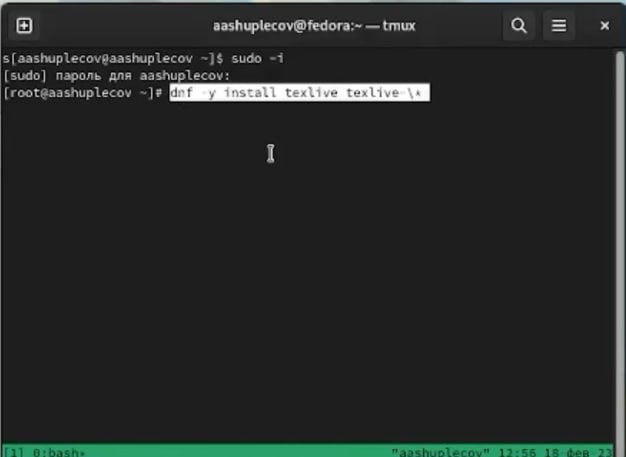 aashuplecov@fedora:~ — tmux
s[aashuplecov@aashuplecov ~]$ sudo -i
[sudo] пароль для aashuplecov:
[root@aashuplecov ~]# dnf -y install texlive texlive-\*
[1] 0:bash* "aashuplecov" 12:56 18-фев-23